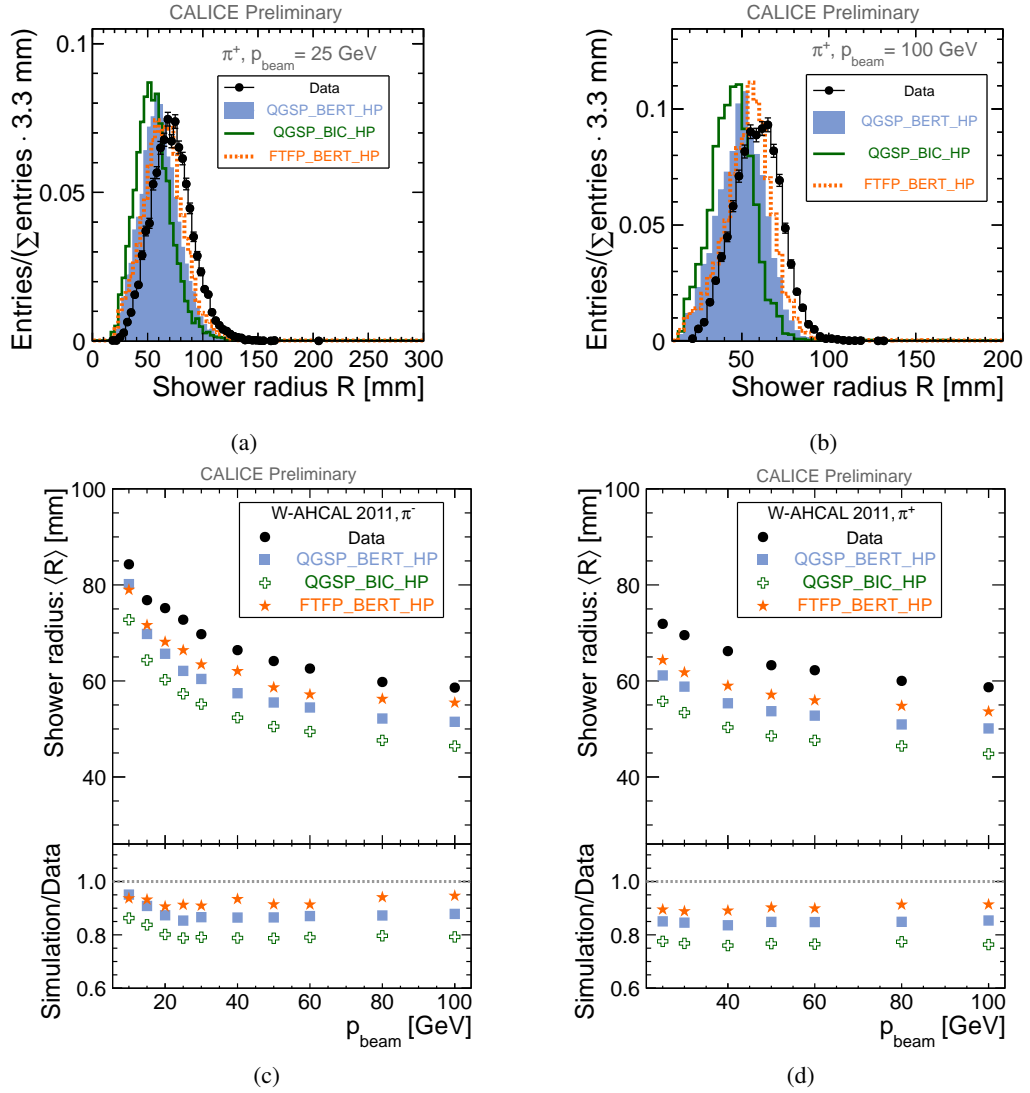 CALICE Preliminary
π⁺, p_beam = 25 GeV
Data
QGSP_BERT_HP
QGSP_BIC_HP
FTFP_BERT_HP
Entries/(∑entries · 3.3 mm)
0.1
0.05
0
0 50 100 150 200 250 300
Shower radius R [mm]
(a)
CALICE Preliminary
π⁺, p_beam = 100 GeV
Data
QGSP_BERT_HP
QGSP_BIC_HP
FTFP_BERT_HP
Entries/(∑entries · 3.3 mm)
0.1
0.05
0
50 100 150 200
Shower radius R [mm]
(b)
CALICE Preliminary
W-AHCAL 2011, π⁻
Data
QGSP_BERT_HP
QGSP_BIC_HP
FTFP_BERT_HP
Shower radius: ⟨R⟩ [mm]
100
80
60
40
Simulation/Data
1.0
0.8
0.6
20 40 60 80 100
p_beam [GeV]
(c)
CALICE Preliminary
W-AHCAL 2011, π⁺
Data
QGSP_BERT_HP
QGSP_BIC_HP
FTFP_BERT_HP
Shower radius: ⟨R⟩ [mm]
100
80
60
40
Simulation/Data
1.0
0.8
0.6
40 60 80 100
p_beam [GeV]
(d)